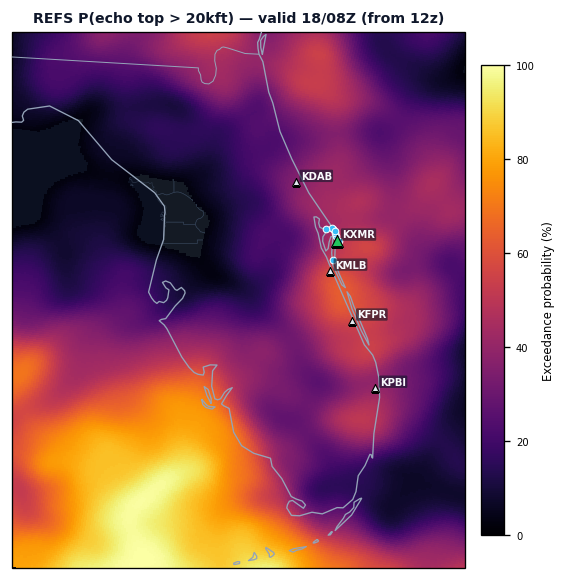 REFS P(echo top > 20kft) — valid 18/08Z (from 12z)
KDAB
KXMR
KMLB
KFPR
KPBI
100
80
60
40
20
0
Exceedance probability (%)